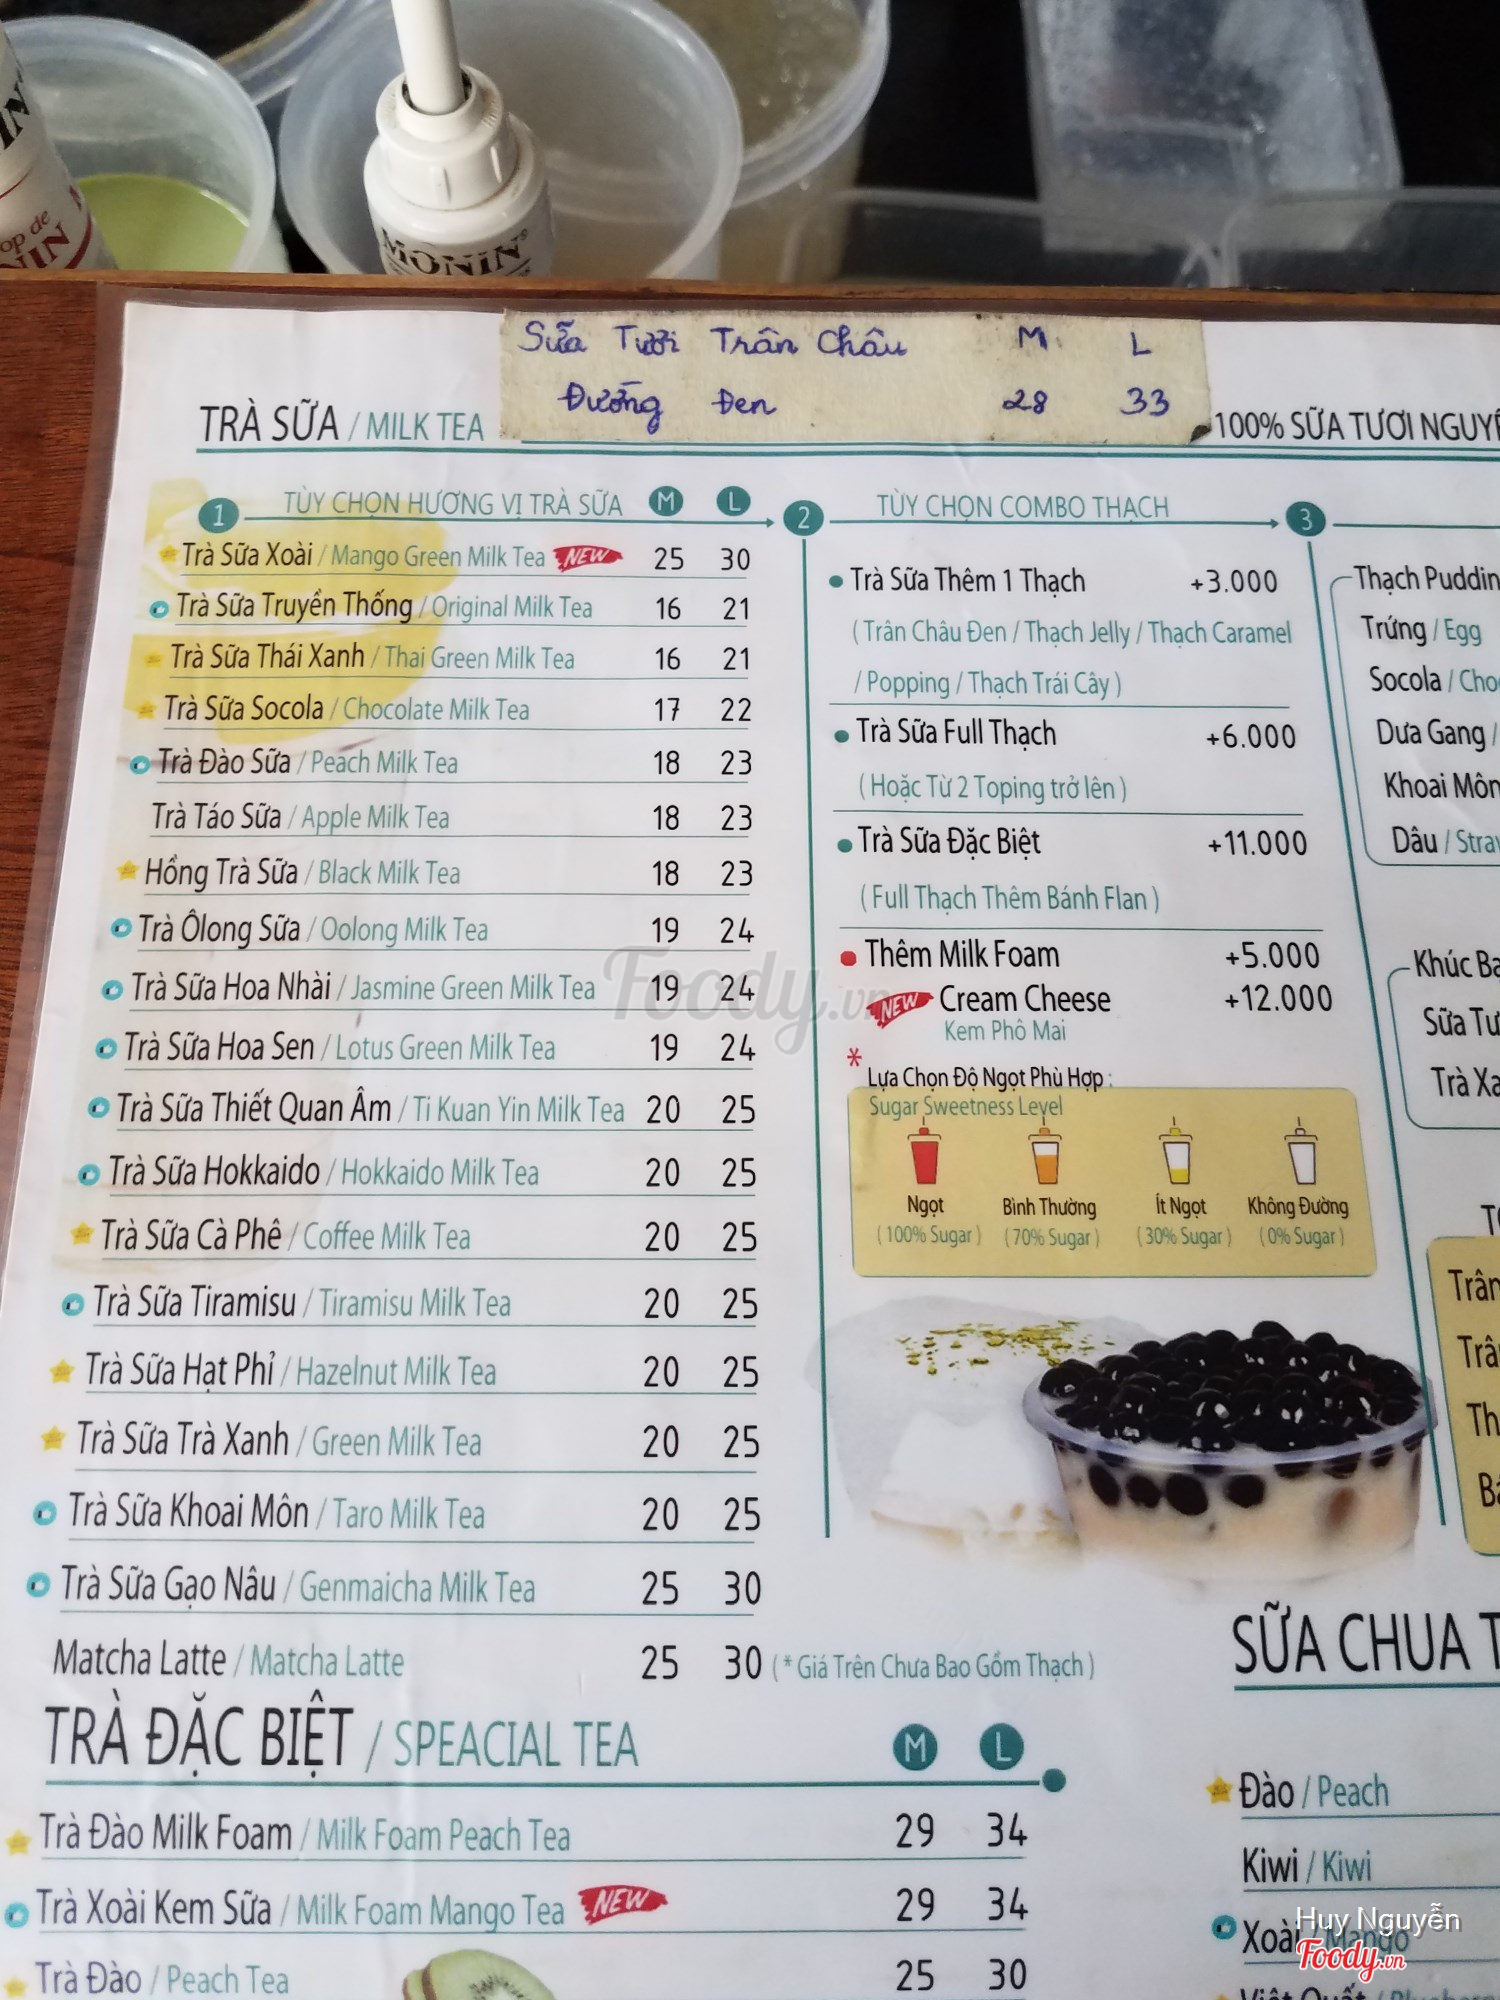 MONIN
Sữa Tươi Trân Châu M L
Đường Đen 28 33
TRÀ SỮA / MILK TEA
100% SỮA TƯƠI
1 TÙY CHỌN HƯƠNG VỊ TRÀ SỮA M L
Trà Sữa Xoài / Mango Green Milk Tea NEW 25 30
Trà Sữa Truyền Thống / Original Milk Tea 16 21
Trà Sữa Thái Xanh / Thai Green Milk Tea 16 21
Trà Sữa Socola / Chocolate Milk Tea 17 22
Trà Đào Sữa / Peach Milk Tea 18 23
Trà Táo Sữa / Apple Milk Tea 18 23
Hồng Trà Sữa / Black Milk Tea 18 23
Trà Ôlong Sữa / Oolong Milk Tea 19 24
Trà Sữa Hoa Nhài / Jasmine Green Milk Tea 19 24
Trà Sữa Hoa Sen / Lotus Green Milk Tea 19 24
Trà Sữa Thiết Quan Âm / Ti Kuan Yin Milk Tea 20 25
Trà Sữa Hokkaido / Hokkaido Milk Tea 20 25
Trà Sữa Cà Phê / Coffee Milk Tea 20 25
Trà Sữa Tiramisu / Tiramisu Milk Tea 20 25
Trà Sữa Hạt Phỉ / Hazelnut Milk Tea 20 25
Trà Sữa Trà Xanh / Green Milk Tea 20 25
Trà Sữa Khoai Môn / Taro Milk Tea 20 25
Trà Sữa Gạo Nâu / Genmaicha Milk Tea 25 30
Matcha Latte / Matcha Latte 25 30 ( * Giá Trên Chưa Bao Gồm Thạch )
2 TÙY CHỌN COMBO THẠCH
Trà Sữa Thêm 1 Thạch +3.000
( Trân Châu Đen / Thạch Jelly / Thạch Caramel
/ Popping / Thạch Trái Cây )
Trà Sữa Full Thạch +6.000
( Hoặc Từ 2 Toping trở lên )
Trà Sữa Đặc Biệt +11.000
( Full Thạch Thêm Bánh Flan )
Thêm Milk Foam +5.000
NEW Cream Cheese +12.000
Kem Phô Mai
* Lựa Chọn Độ Ngọt Phù Hợp :
Sugar Sweetness Level
Ngọt Bình Thường Ít Ngọt Không Đường
( 100% Sugar ) ( 70% Sugar ) ( 30% Sugar ) ( 0% Sugar )
3
Thạch
Trứng / Egg
Socola /
Dưa Gang /
Khoai Môn
Dâu /
Khúc
Sữa
Trà
TRÀ ĐẶC BIỆT / SPEACIAL TEA M L
Trà Đào Milk Foam / Milk Foam Peach Tea 29 34
Trà Xoài Kem Sữa / Milk Foam Mango Tea NEW 29 34
Trà Đào / Peach Tea 25 30
SỮA CHUA
Đào / Peach
Kiwi / Kiwi
Xoài / Mango
Foody.vn
Huy Nguyễn
Foody.vn